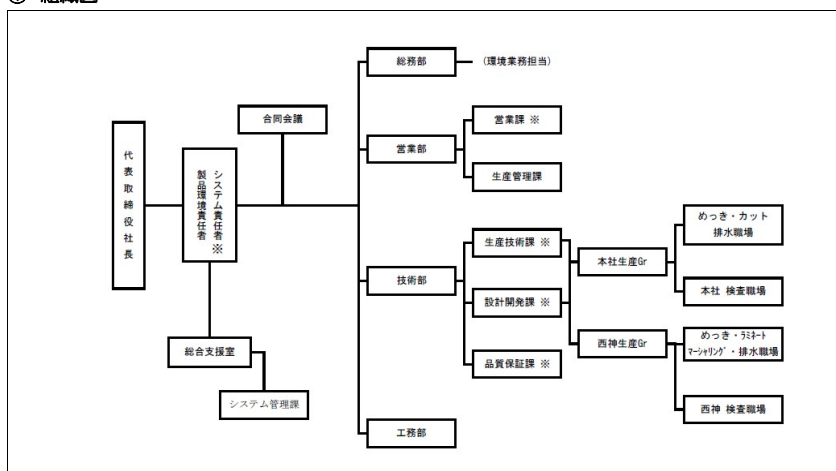 総務部
(環境業務担当)
合同会議
営業課 ※
営業部
生産管理課
代表取締役社長
システム責任者
製品環境責任者 ※
めっき・カット
排水職場
生産技術課 ※
本社生産Gr
技術部
本社 検査職場
設計開発課 ※
総合支援室
西神生産Gr
めっき・ラミネート
マーシャリング・排水職場
品質保証課 ※
システム管理課
西神 検査職場
工務部